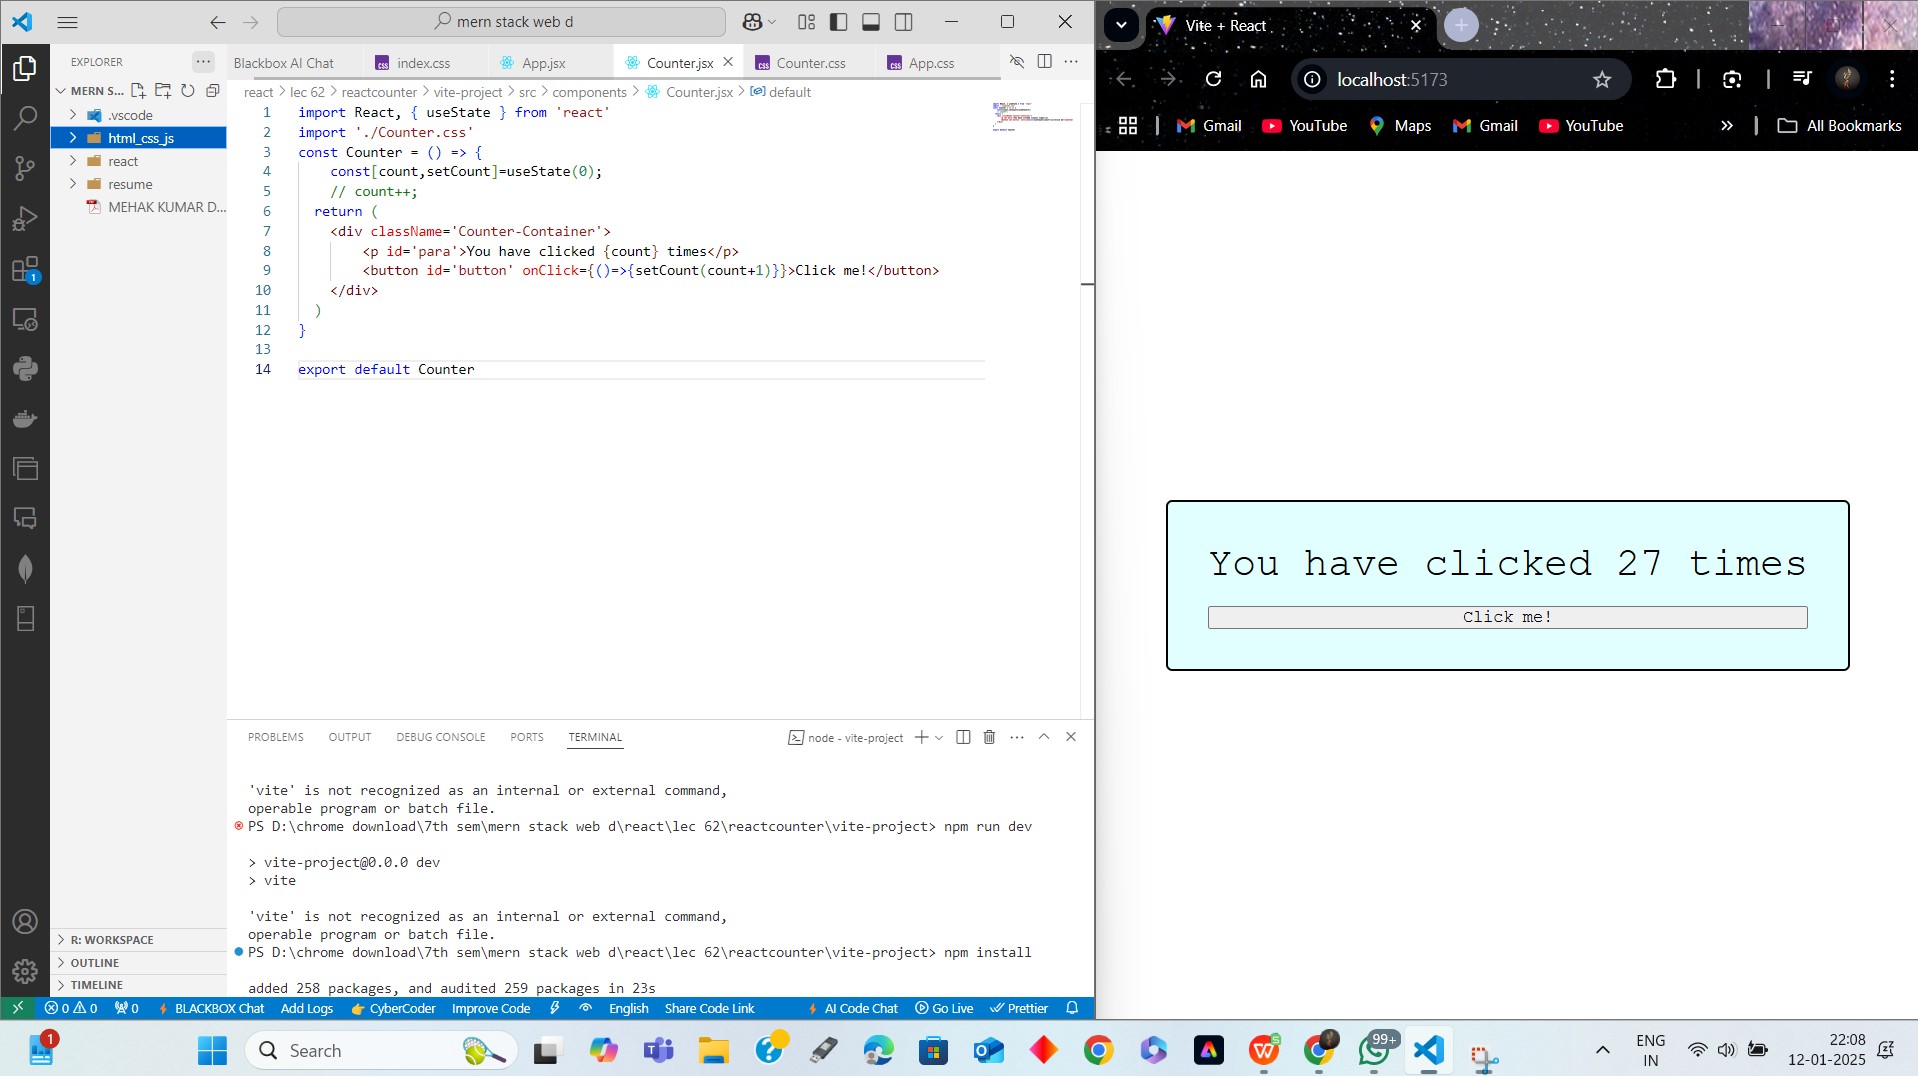 mern stack web d
EXPLORER
MERN S...
.vscode
html_css_js
react
resume
MEHAK KUMAR D...
R: WORKSPACE
OUTLINE
TIMELINE
1
Blackbox AI Chat
index.css
App.jsx
Counter.jsx
Counter.css
App.css
react > lec 62 > reactcounter > vite-project > src > components > Counter.jsx > default
1 import React, { useState } from 'react'
2 import './Counter.css'
3 const Counter = () => {
4 const[count,setCount]=useState(0);
5 // count++;
6 return (
7 <div className='Counter-Container'>
8 <p id='para'>You have clicked {count} times</p>
9 <button id='button' onClick={()=>{setCount(count+1)}}>Click me!</button>
10 </div>
11 )
12 }
13
14 export default Counter
PROBLEMS OUTPUT DEBUG CONSOLE PORTS TERMINAL
node - vite-project
'vite' is not recognized as an internal or external command,
operable program or batch file.
PS D:\chrome download\7th sem\mern stack web d\react\lec 62\reactcounter\vite-project> npm run dev
> vite-project@0.0.0 dev
> vite
'vite' is not recognized as an internal or external command,
operable program or batch file.
PS D:\chrome download\7th sem\mern stack web d\react\lec 62\reactcounter\vite-project> npm install
added 258 packages, and audited 259 packages in 23s
0 0 0 BLACKBOX Chat Add Logs CyberCoder Improve Code English Share Code Link AI Code Chat Go Live Prettier
Vite + React
localhost:5173
Gmail YouTube Maps Gmail YouTube » All Bookmarks
You have clicked 27 times
Click me!
1
Search
99+
ENG
IN
22:08
12-01-2025